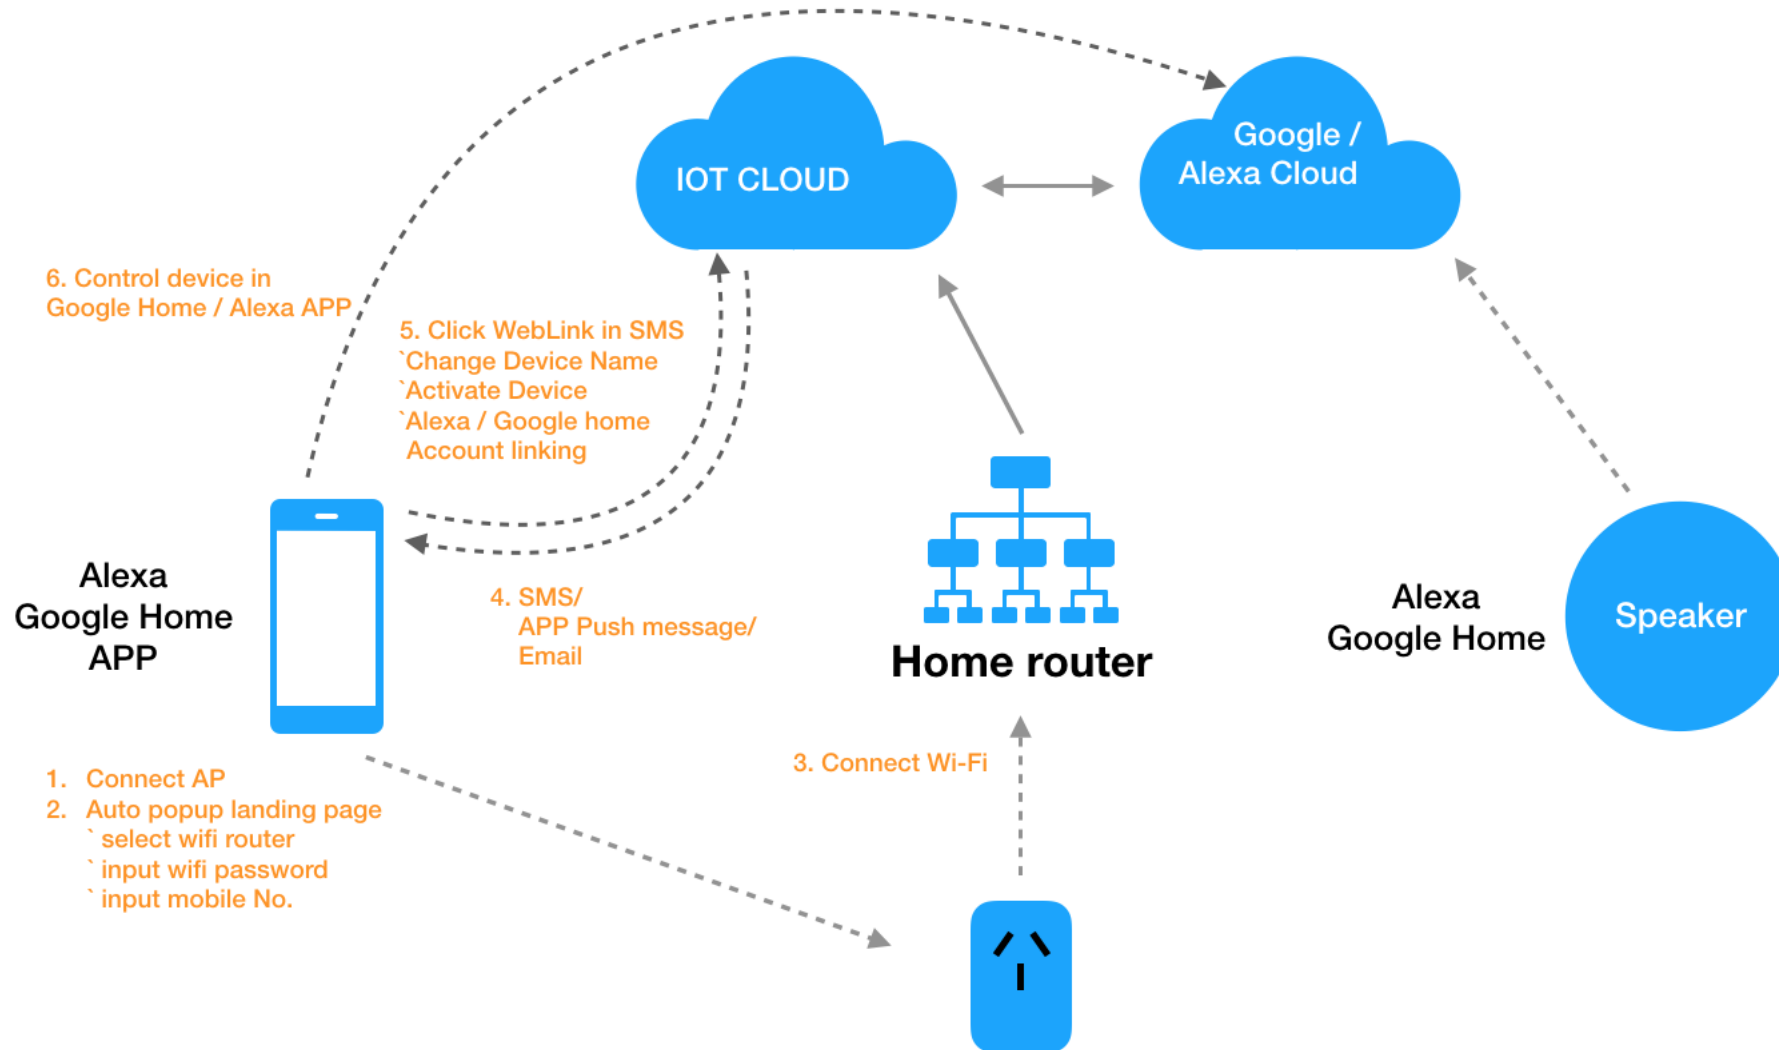 Google /
Alexa Cloud
IOT CLOUD
6. Control device in
Google Home / Alexa APP
5. Click WebLink in SMS
`Change Device Name
`Activate Device
`Alexa / Google home
Account linking
Alexa
Google Home
APP
4. SMS/
APP Push message/
Email
Home router
Alexa
Google Home
Speaker
1. Connect AP
2. Auto popup landing page
` select wifi router
` input wifi password
` input mobile No.
3. Connect Wi-Fi